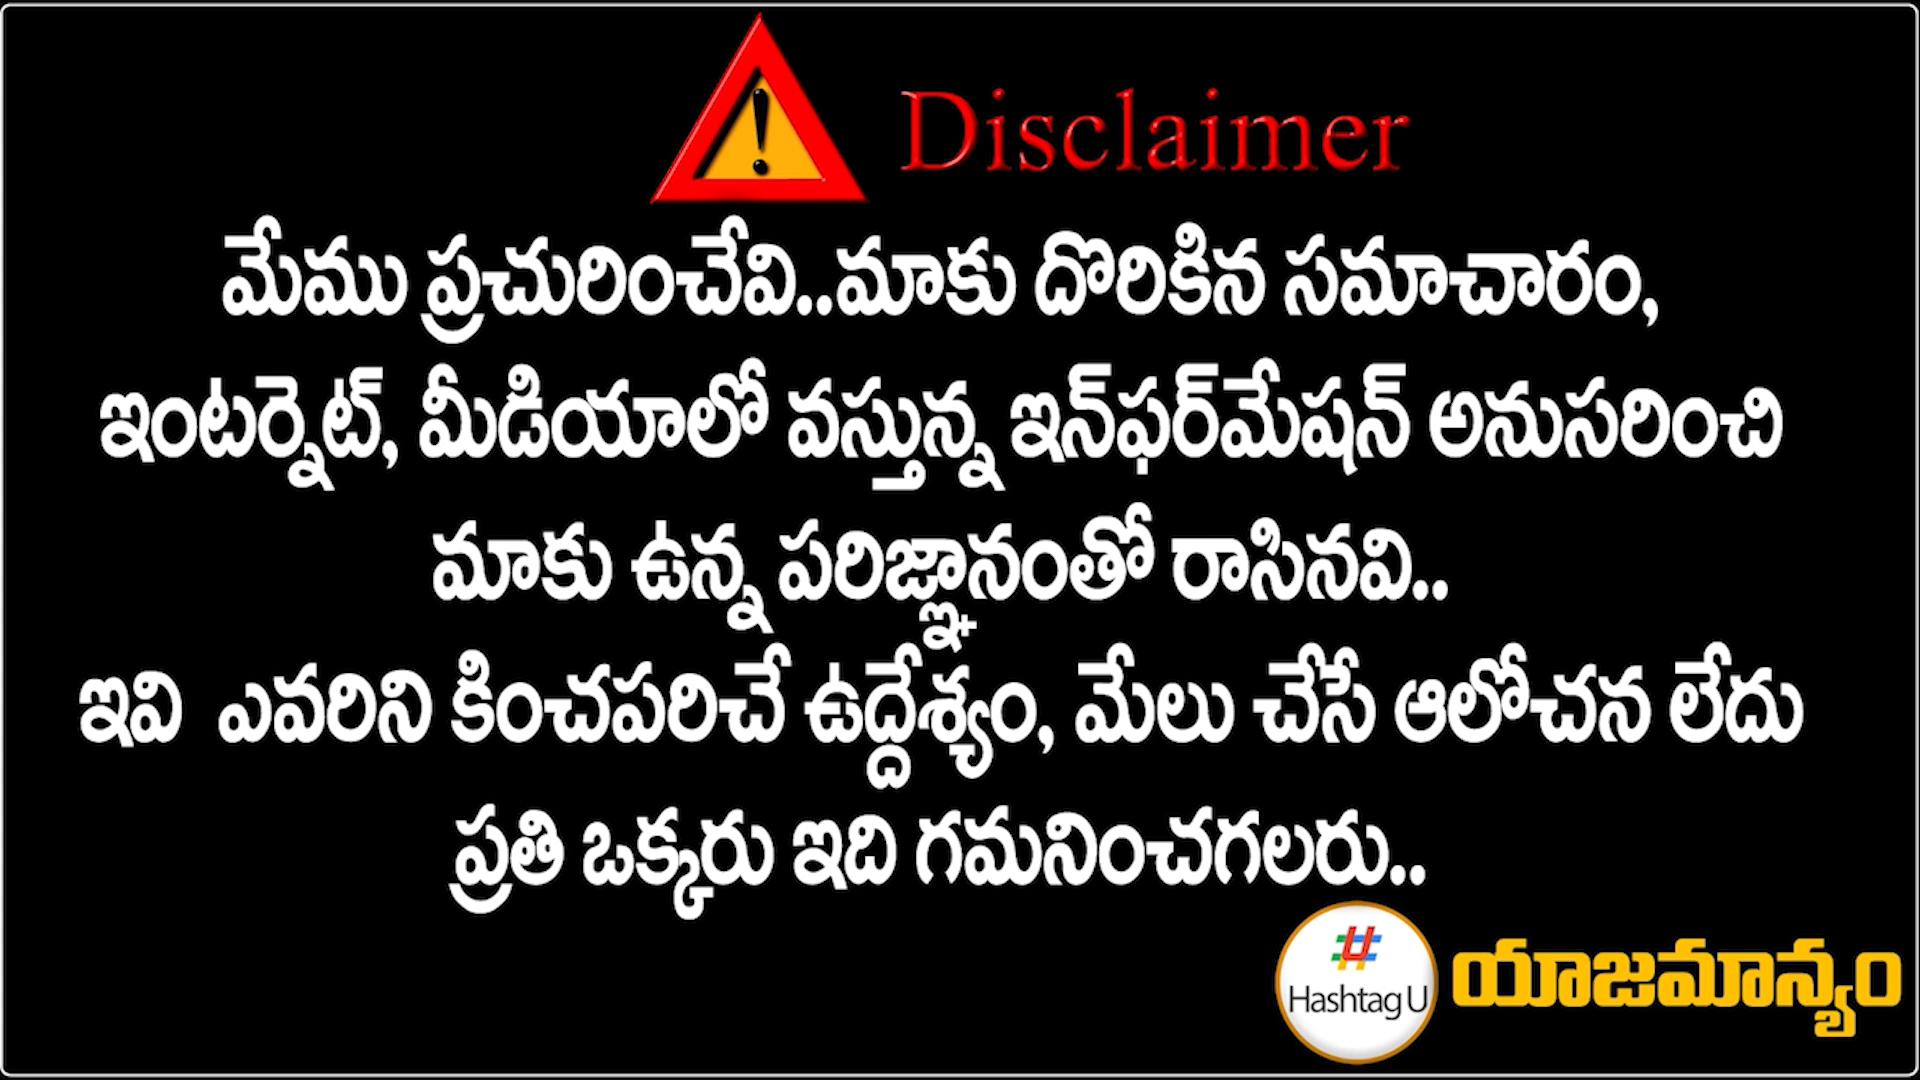 Disclaimer
మేము ప్రచురించేవి..మాకు దొరికిన సమాచారం,
ఇంటర్నెట్, మీడియాలో వస్తున్న ఇన్‌ఫర్‌మేషన్ అనుసరించి
మాకు ఉన్న పరిజ్ఞానంతో రాసినవి..
ఇవి ఎవరిని కించపరిచే ఉద్దేశ్యం, మేలు చేసే ఆలోచన లేదు
ప్రతి ఒక్కరు ఇది గమనించగలరు..
# Hashtag U యాజమాన్యం